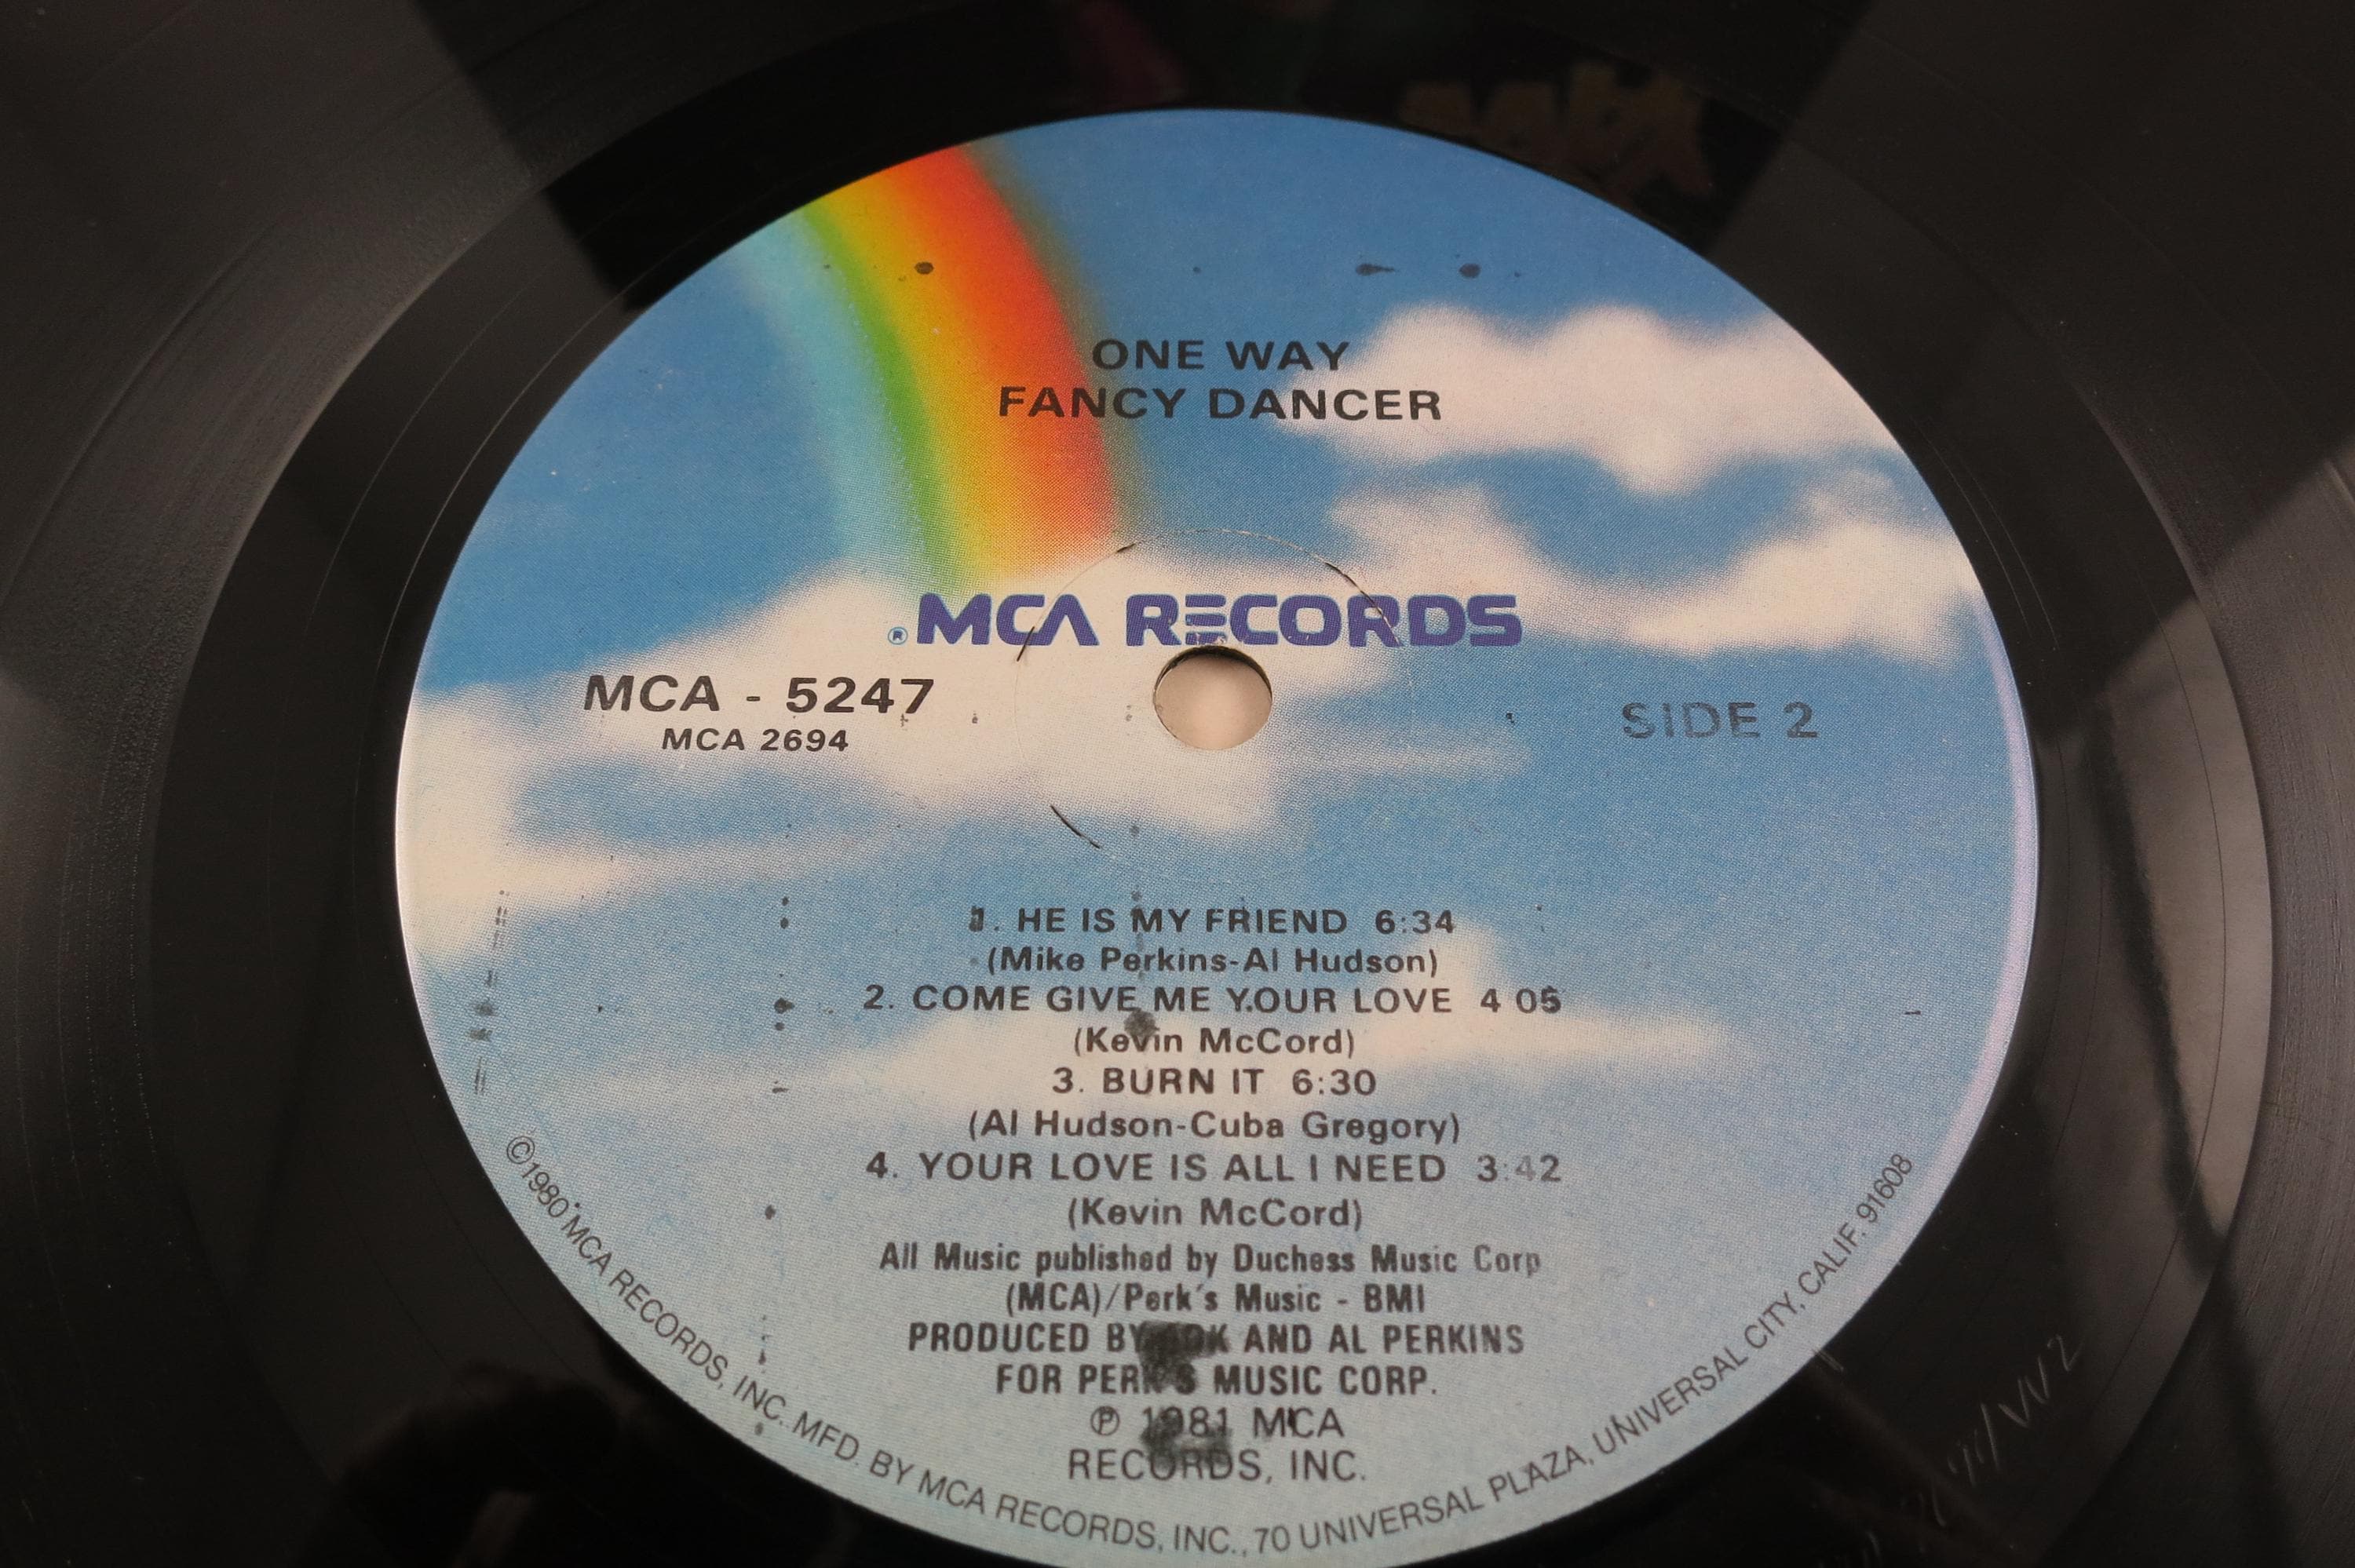 ONE WAY
FANCY DANCER
® MCA RECORDS
MCA - 5247
MCA 2694
SIDE 2
1. HE IS MY FRIEND 6:34
(Mike Perkins-Al Hudson)
2. COME GIVE ME Y.OUR LOVE 4 05
(Kevin McCord)
3. BURN IT 6:30
(Al Hudson-Cuba Gregory)
4. YOUR LOVE IS ALL I NEED 3:42
(Kevin McCord)
All Music published by Duchess Music Corp
(MCA)/Perk's Music - BMI
PRODUCED BY AND AL PERKINS
FOR PERK'S MUSIC CORP.
℗ 1981 MCA
RECORDS, INC.
©1980 MCA RECORDS, INC. MFD. BY MCA RECORDS, INC., 70 UNIVERSAL PLAZA, UNIVERSAL CITY, CALIF. 91608